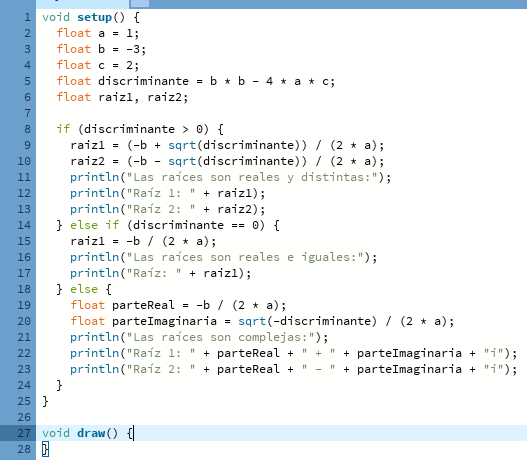 1 void setup() {
2 float a = 1;
3 float b = -3;
4 float c = 2;
5 float discriminante = b * b - 4 * a * c;
6 float raiz1, raiz2;
7
8 if (discriminante > 0) {
9 raiz1 = (-b + sqrt(discriminante)) / (2 * a);
10 raiz2 = (-b - sqrt(discriminante)) / (2 * a);
11 println("Las raíces son reales y distintas:");
12 println("Raíz 1: " + raiz1);
13 println("Raíz 2: " + raiz2);
14 } else if (discriminante == 0) {
15 raiz1 = -b / (2 * a);
16 println("Las raíces son reales e iguales:");
17 println("Raíz: " + raiz1);
18 } else {
19 float parteReal = -b / (2 * a);
20 float parteImaginaria = sqrt(-discriminante) / (2 * a);
21 println("Las raíces son complejas:");
22 println("Raíz 1: " + parteReal + " + " + parteImaginaria + "i");
23 println("Raíz 2: " + parteReal + " - " + parteImaginaria + "i");
24 }
25 }
26
27 void draw() {
28 }